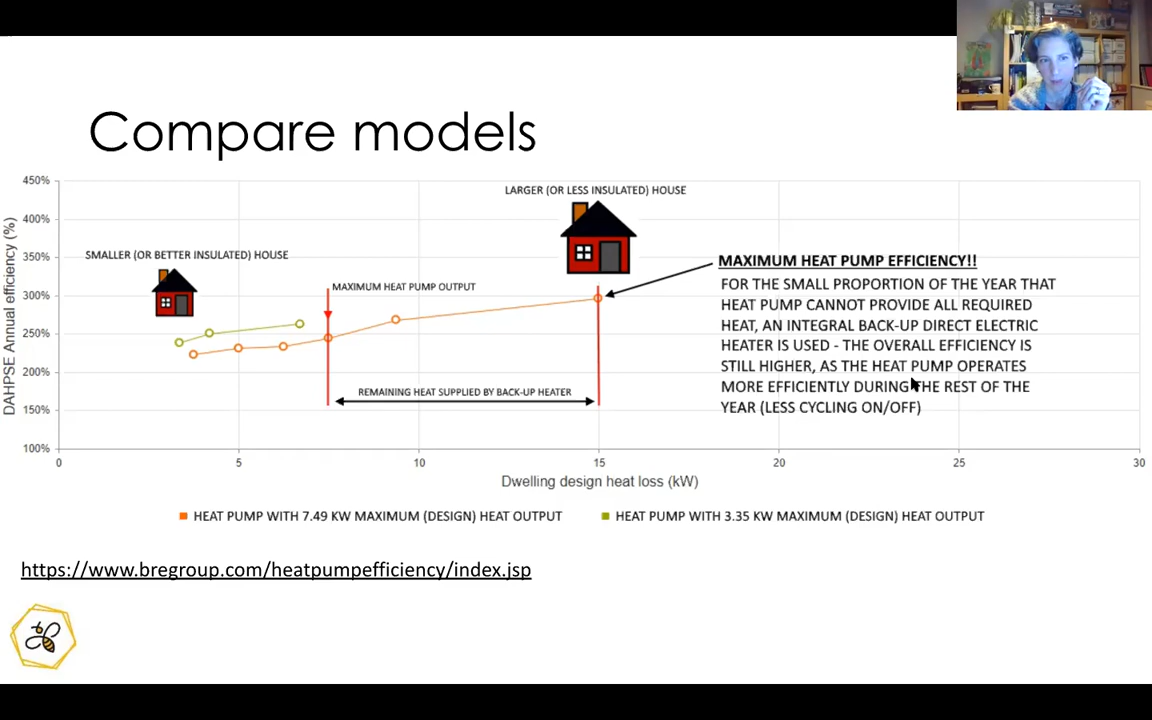 Compare models
450%
400%
350%
300%
250%
200%
150%
100%
DAHPSE Annual efficiency (%)
SMALLER (OR BETTER INSULATED) HOUSE
LARGER (OR LESS INSULATED) HOUSE
MAXIMUM HEAT PUMP OUTPUT
REMAINING HEAT SUPPLIED BY BACK-UP HEATER
MAXIMUM HEAT PUMP EFFICIENCY!!
FOR THE SMALL PROPORTION OF THE YEAR THAT
HEAT PUMP CANNOT PROVIDE ALL REQUIRED
HEAT, AN INTEGRAL BACK-UP DIRECT ELECTRIC
HEATER IS USED - THE OVERALL EFFICIENCY IS
STILL HIGHER, AS THE HEAT PUMP OPERATES
MORE EFFICIENTLY DURING THE REST OF THE
YEAR (LESS CYCLING ON/OFF)
0 5 10 15 20 25 30
Dwelling design heat loss (kW)
HEAT PUMP WITH 7.49 KW MAXIMUM (DESIGN) HEAT OUTPUT
HEAT PUMP WITH 3.35 KW MAXIMUM (DESIGN) HEAT OUTPUT
https://www.bregroup.com/heatpumpefficiency/index.jsp